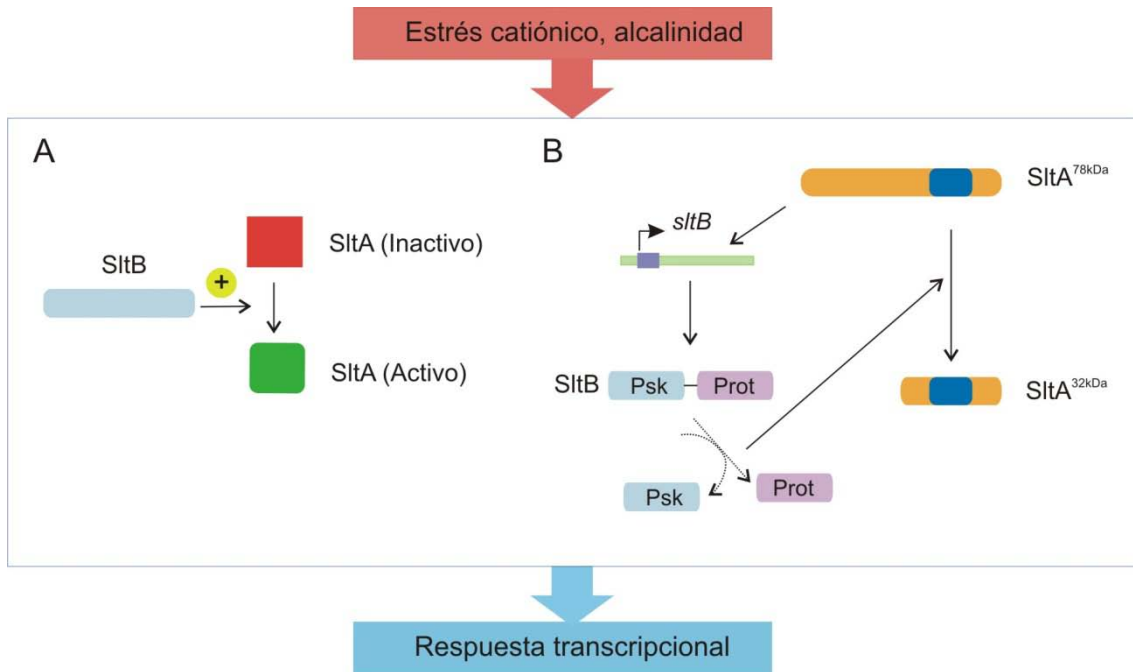 Estrés catiónico, alcalinidad
A
SltB
+
SltA (Inactivo)
SltA (Activo)
B
SltA78kDa
sltB
SltB
Psk
Prot
SltA32kDa
Psk
Prot
Respuesta transcripcional